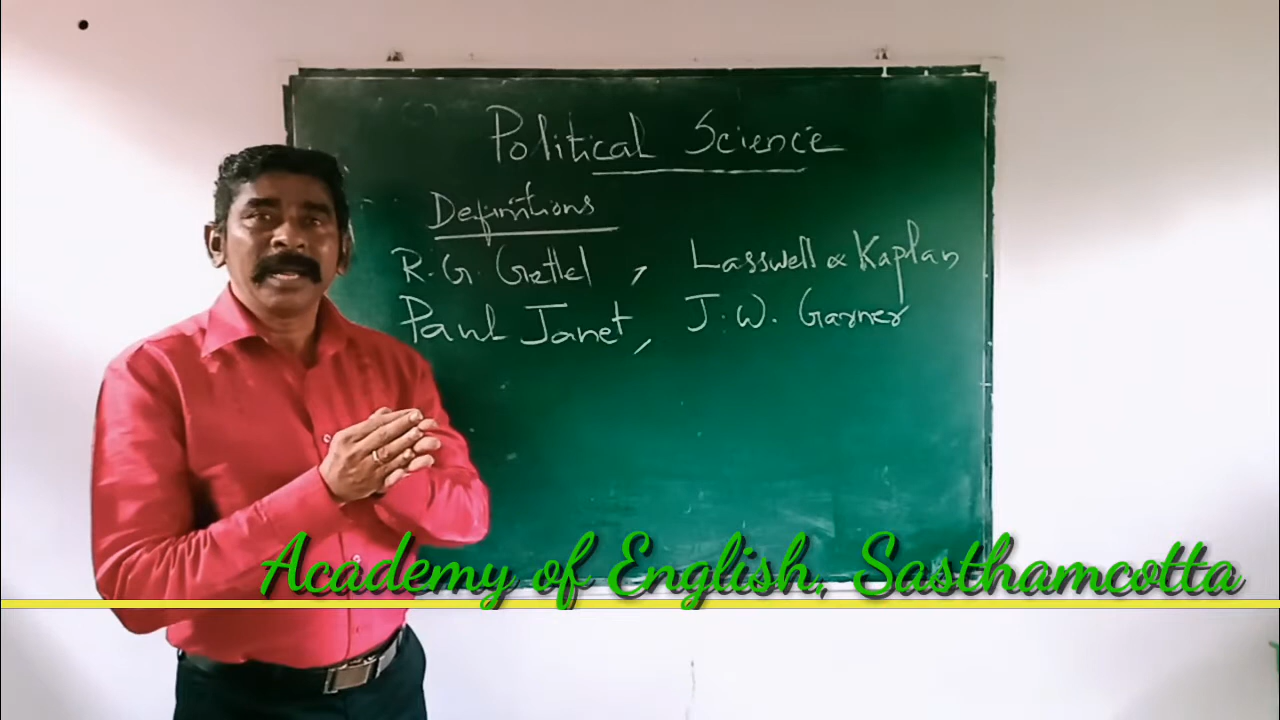 Political Science
Definitions
R. G. Gettel , Lasswell & Kaplan
Paul Janet, J. W. Garner
Academy of English, Sasthamcotta